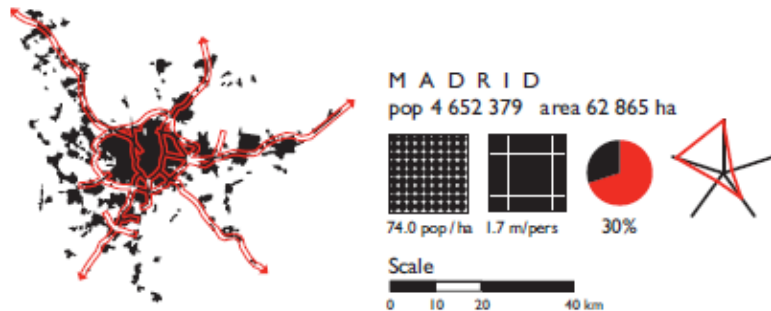 MADRID
pop 4 652 379 area 62 865 ha
74.0 pop/ha 1.7 m/pers 30%
Scale
0 10 20 40 km